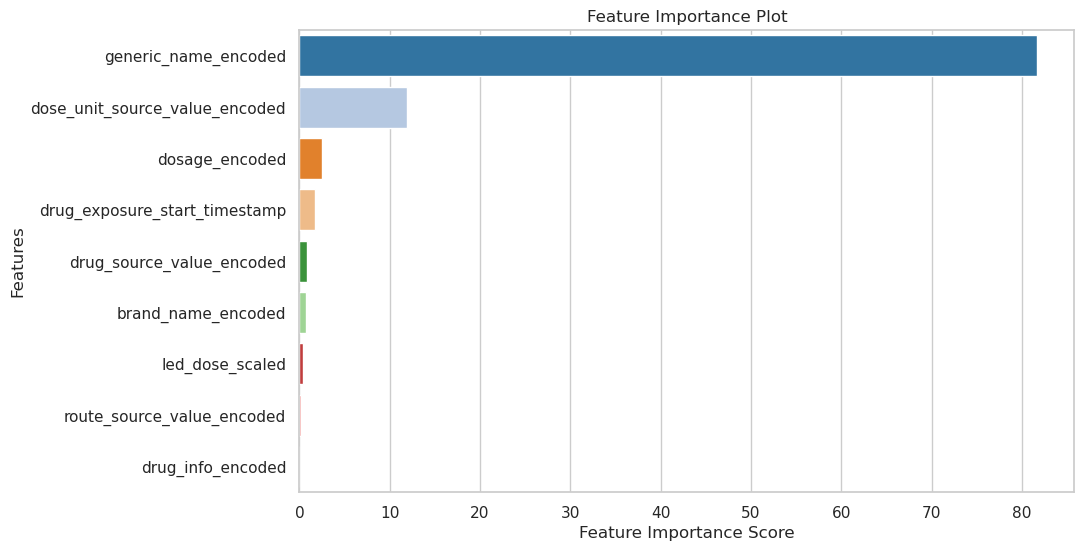 Feature Importance Plot
Features
generic_name_encoded
dose_unit_source_value_encoded
dosage_encoded
drug_exposure_start_timestamp
drug_source_value_encoded
brand_name_encoded
led_dose_scaled
route_source_value_encoded
drug_info_encoded
0 10 20 30 40 50 60 70 80
Feature Importance Score